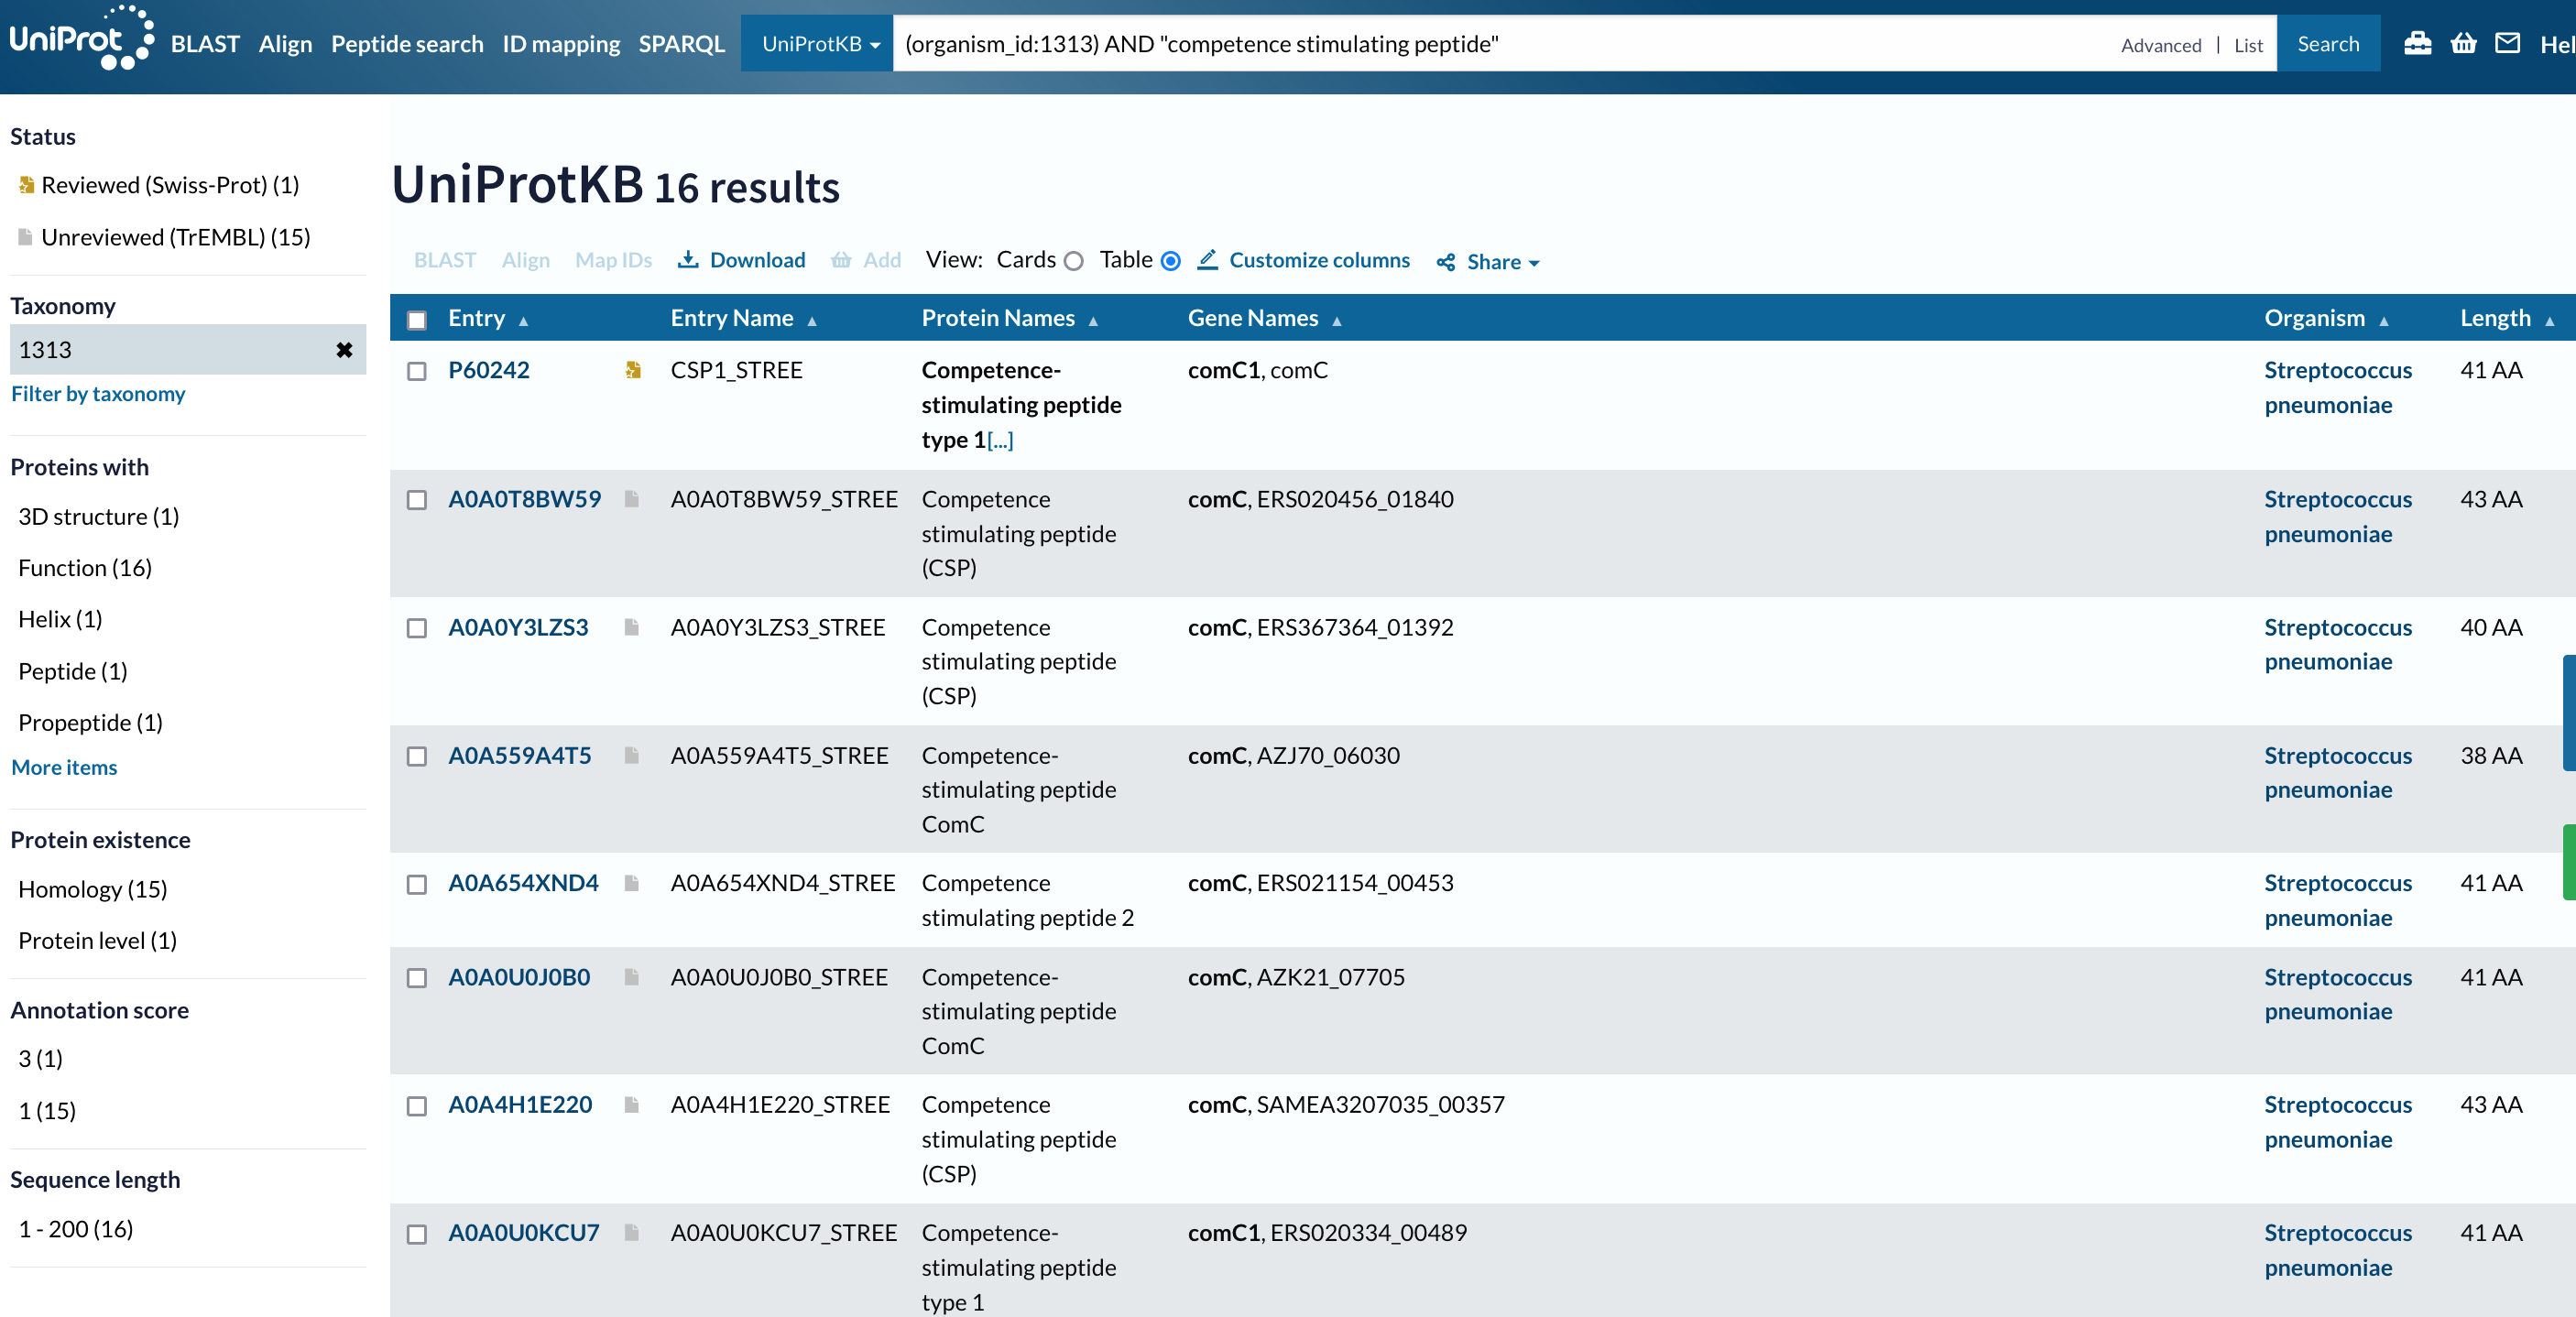 UniProt BLAST Align Peptide search ID mapping SPARQL UniProtKB (organism_id:1313) AND "competence stimulating peptide" Advanced | List Search Hel
Status
Reviewed (Swiss-Prot) (1)
Unreviewed (TrEMBL) (15)
Taxonomy
1313
Filter by taxonomy
Proteins with
3D structure (1)
Function (16)
Helix (1)
Peptide (1)
Propeptide (1)
More items
Protein existence
Homology (15)
Protein level (1)
Annotation score
3 (1)
1 (15)
Sequence length
1 - 200 (16)
UniProtKB 16 results
BLAST Align Map IDs Download Add View: Cards Table Customize columns Share
Entry Entry Name Protein Names Gene Names Organism Length
P60242 CSP1_STREE Competence- comC1, comC Streptococcus 41 AA
stimulating peptide pneumoniae
type 1[...]
A0A0T8BW59 A0A0T8BW59_STREE Competence comC, ERS020456_01840 Streptococcus 43 AA
stimulating peptide pneumoniae
(CSP)
A0A0Y3LZS3 A0A0Y3LZS3_STREE Competence comC, ERS367364_01392 Streptococcus 40 AA
stimulating peptide pneumoniae
(CSP)
A0A559A4T5 A0A559A4T5_STREE Competence- comC, AZJ70_06030 Streptococcus 38 AA
stimulating peptide pneumoniae
ComC
A0A654XND4 A0A654XND4_STREE Competence comC, ERS021154_00453 Streptococcus 41 AA
stimulating peptide 2 pneumoniae
A0A0U0J0B0 A0A0U0J0B0_STREE Competence- comC, AZK21_07705 Streptococcus 41 AA
stimulating peptide pneumoniae
ComC
A0A4H1E220 A0A4H1E220_STREE Competence comC, SAMEA3207035_00357 Streptococcus 43 AA
stimulating peptide pneumoniae
(CSP)
A0A0U0KCU7 A0A0U0KCU7_STREE Competence- comC1, ERS020334_00489 Streptococcus 41 AA
stimulating peptide pneumoniae
type 1